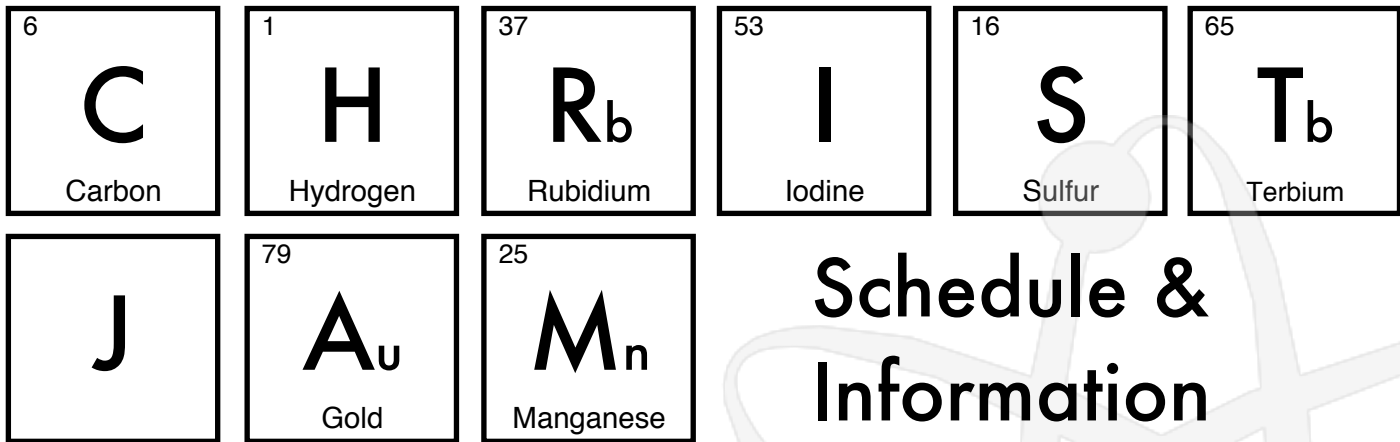 6 1 37 53 16 65
C H Rb I S Tb
Carbon Hydrogen Rubidium Iodine Sulfur Terbium
79 25
J Au Mn
Gold Manganese
Schedule &
Information